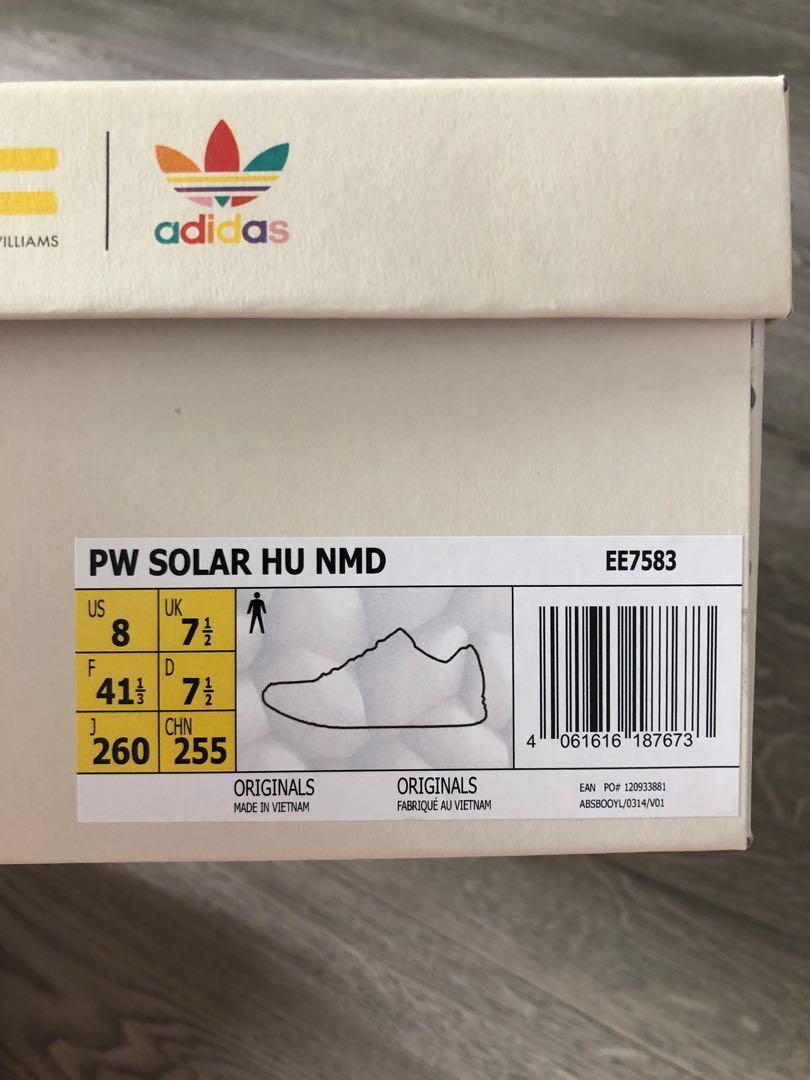 adidas
PW SOLAR HU NMD EE7583
US 8 UK 7½
F 41⅓ D 7½
J 260 CHN 255
4 061616 187673
ORIGINALS ORIGINALS
MADE IN VIETNAM FABRIQUÉ AU VIETNAM
EAN PO# 120933881
ABSBOOYL/0314/V01